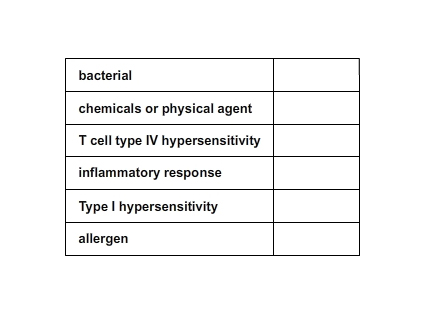 bacterial
chemicals or physical agent
T cell type IV hypersensitivity
inflammatory response
Type I hypersensitivity
allergen